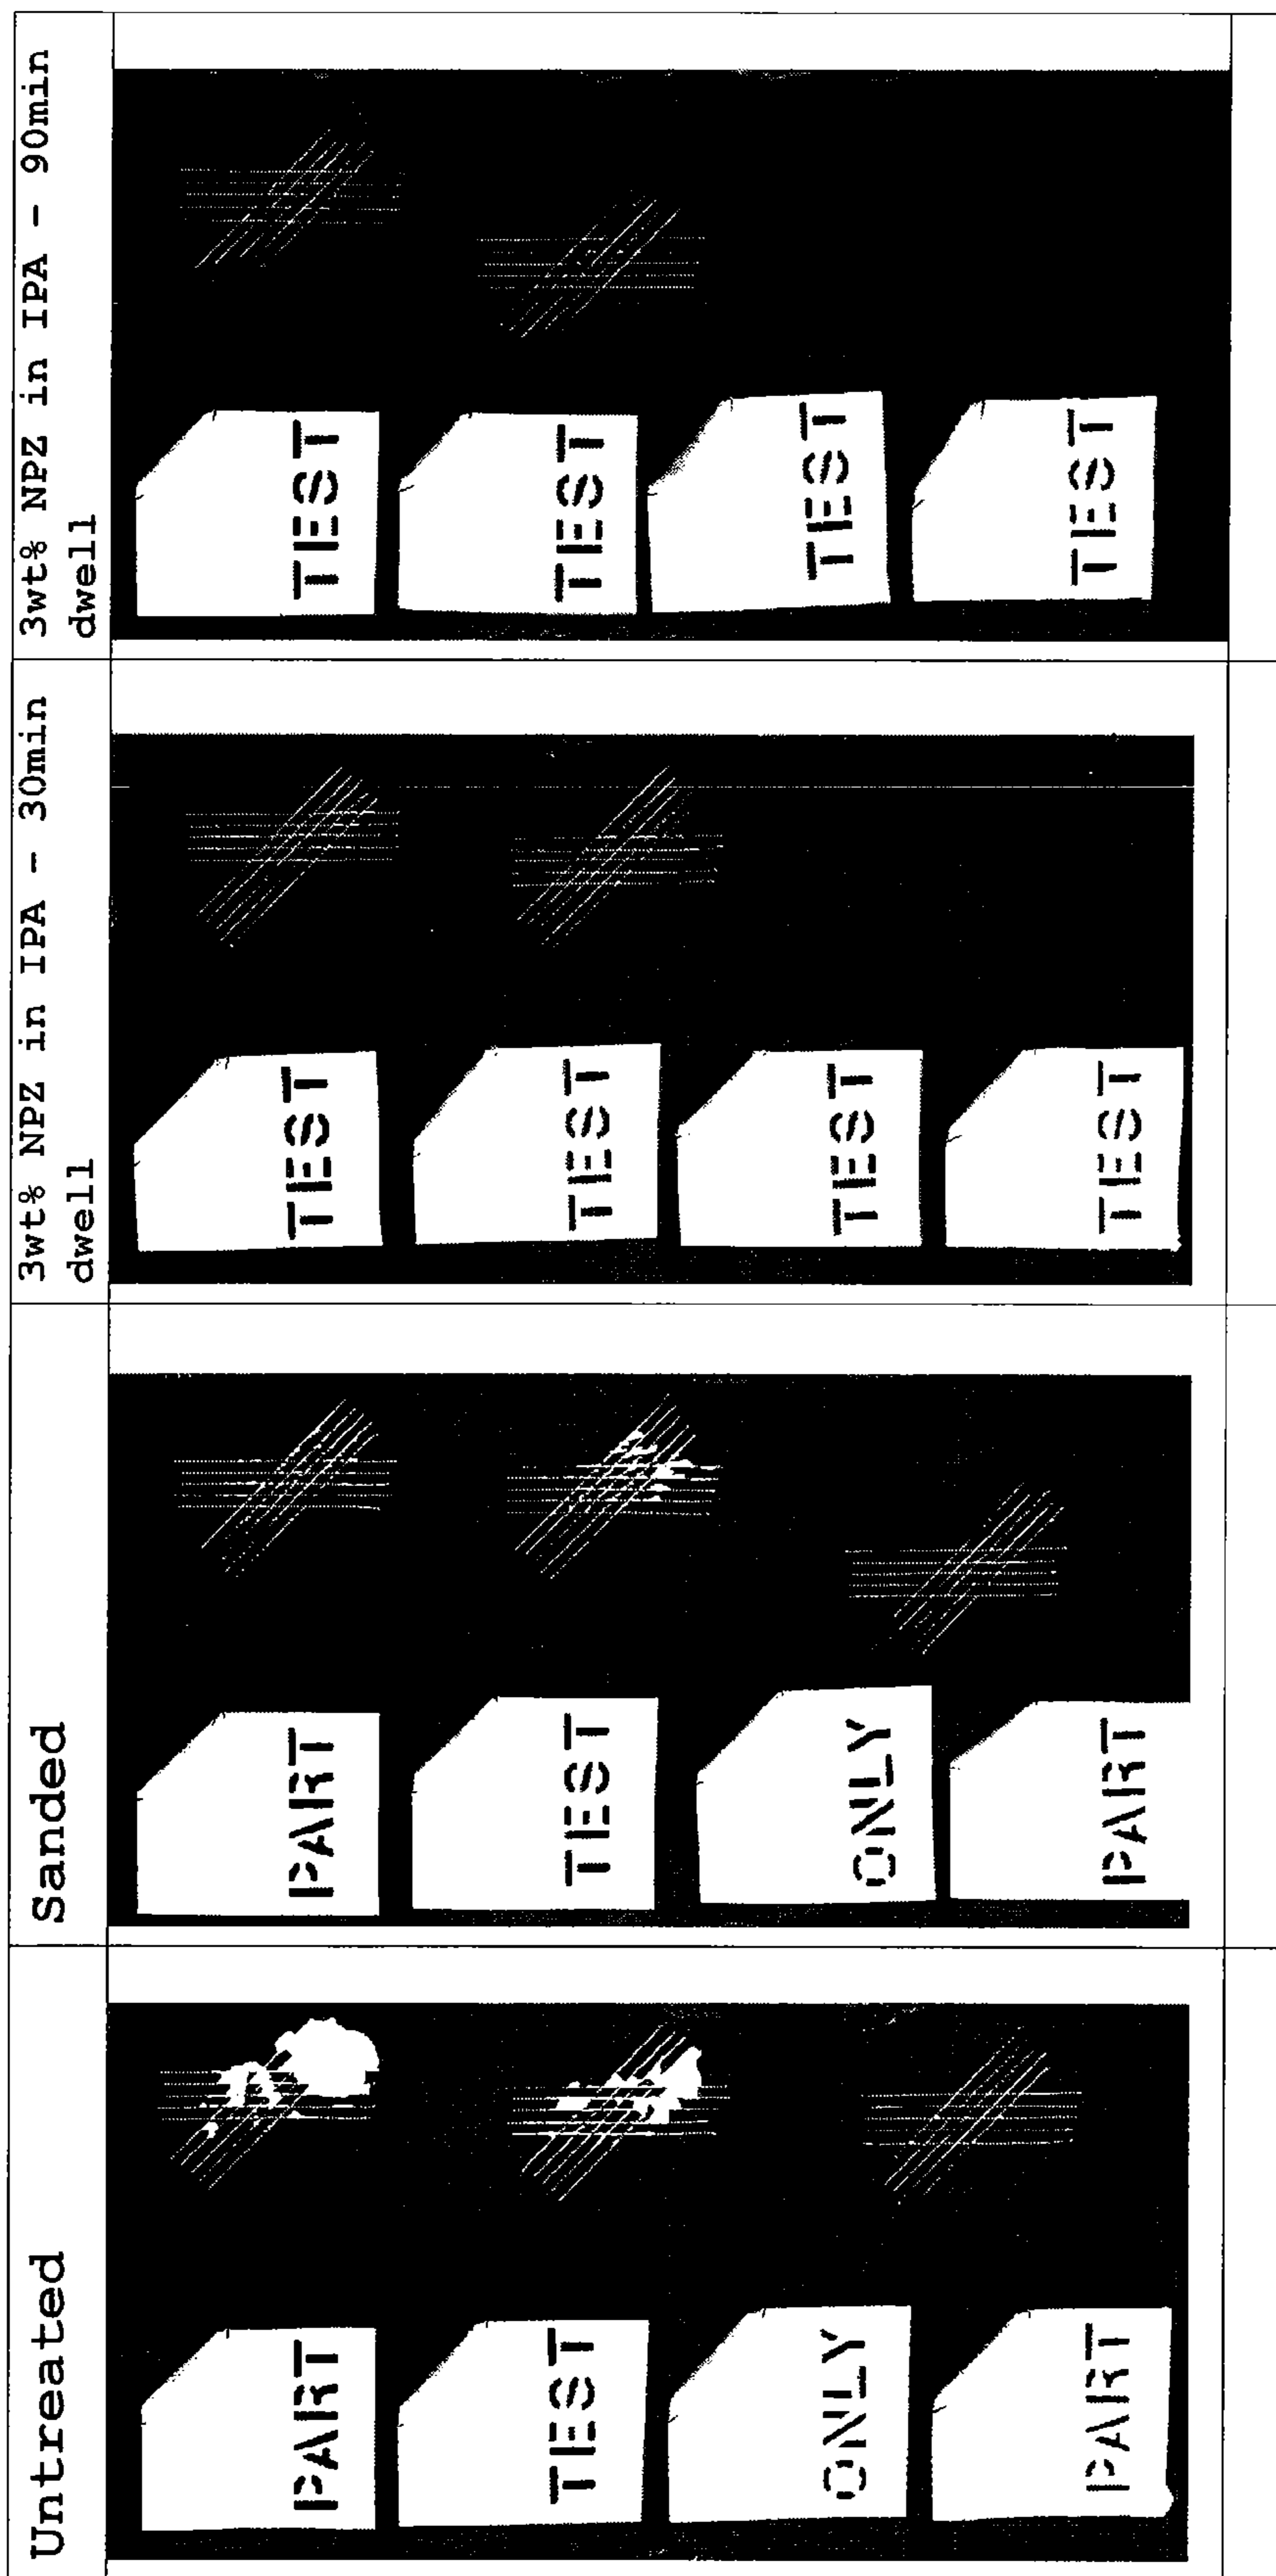 Untreated
PART
TEST
ONLY
PART
Sanded
PART
TEST
ONLY
PART
3wt% NPZ in IPA - 30min
dwell
TEST
TEST
TEST
TEST
3wt% NPZ in IPA - 90min
dwell
TEST
TEST
TEST
TEST